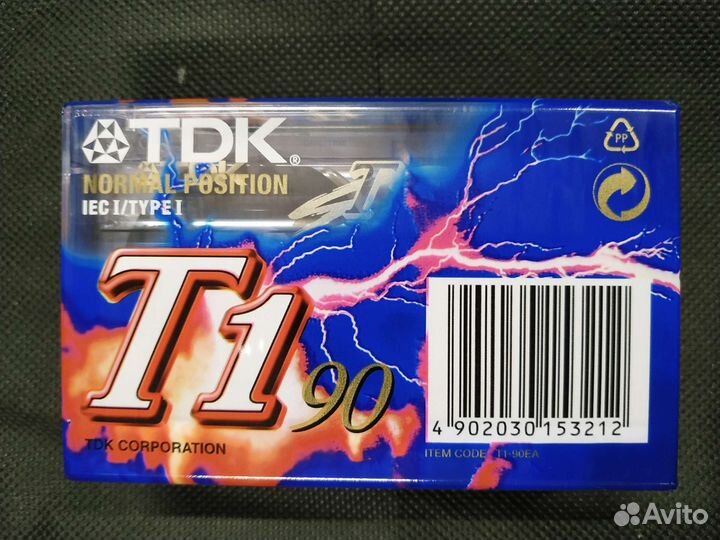 TDK®
NORMAL POSITION
IEC I/TYPE I
PP
T1 90
TDK CORPORATION
4 902030 153212
ITEM CODE T1-90EA
Avito